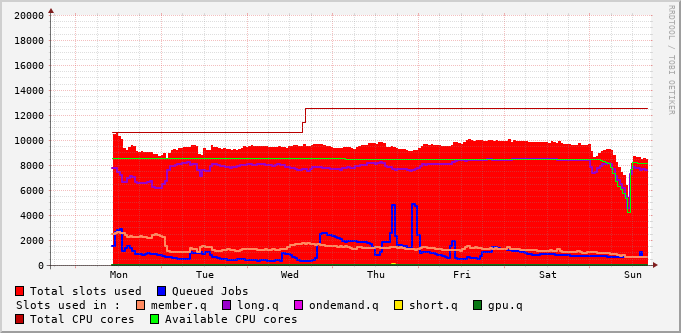 RRDTOOL / TOBI OETIKER
20000
18000
16000
14000
12000
10000
8000
6000
4000
2000
0
Mon Tue Wed Thu Fri Sat Sun
Total slots used Queued Jobs
Slots used in : member.q long.q ondemand.q short.q gpu.q
Total CPU cores Available CPU cores